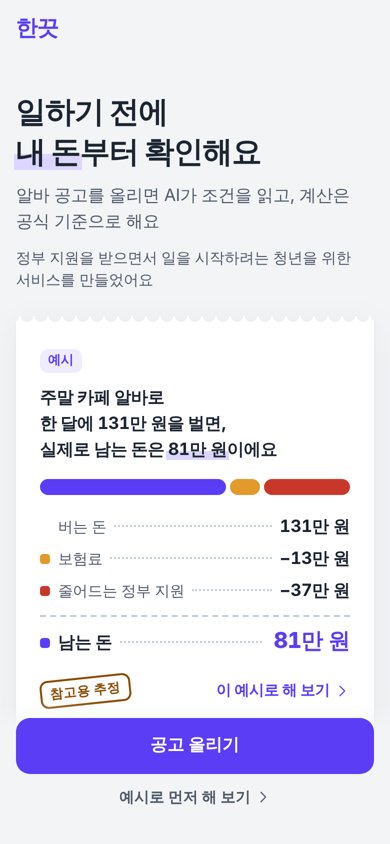 한끗
일하기 전에
내 돈부터 확인해요
알바 공고를 올리면 AI가 조건을 읽고, 계산은
공식 기준으로 해요
정부 지원을 받으면서 일을 시작하려는 청년을 위한
서비스를 만들었어요
예시
주말 카페 알바로
한 달에 131만 원을 벌면,
실제로 남는 돈은 81만 원이에요
버는 돈 131만 원
보험료 −13만 원
줄어드는 정부 지원 −37만 원
남는 돈 81만 원
참고용 추정 이 예시로 해 보기
공고 올리기
예시로 먼저 해 보기